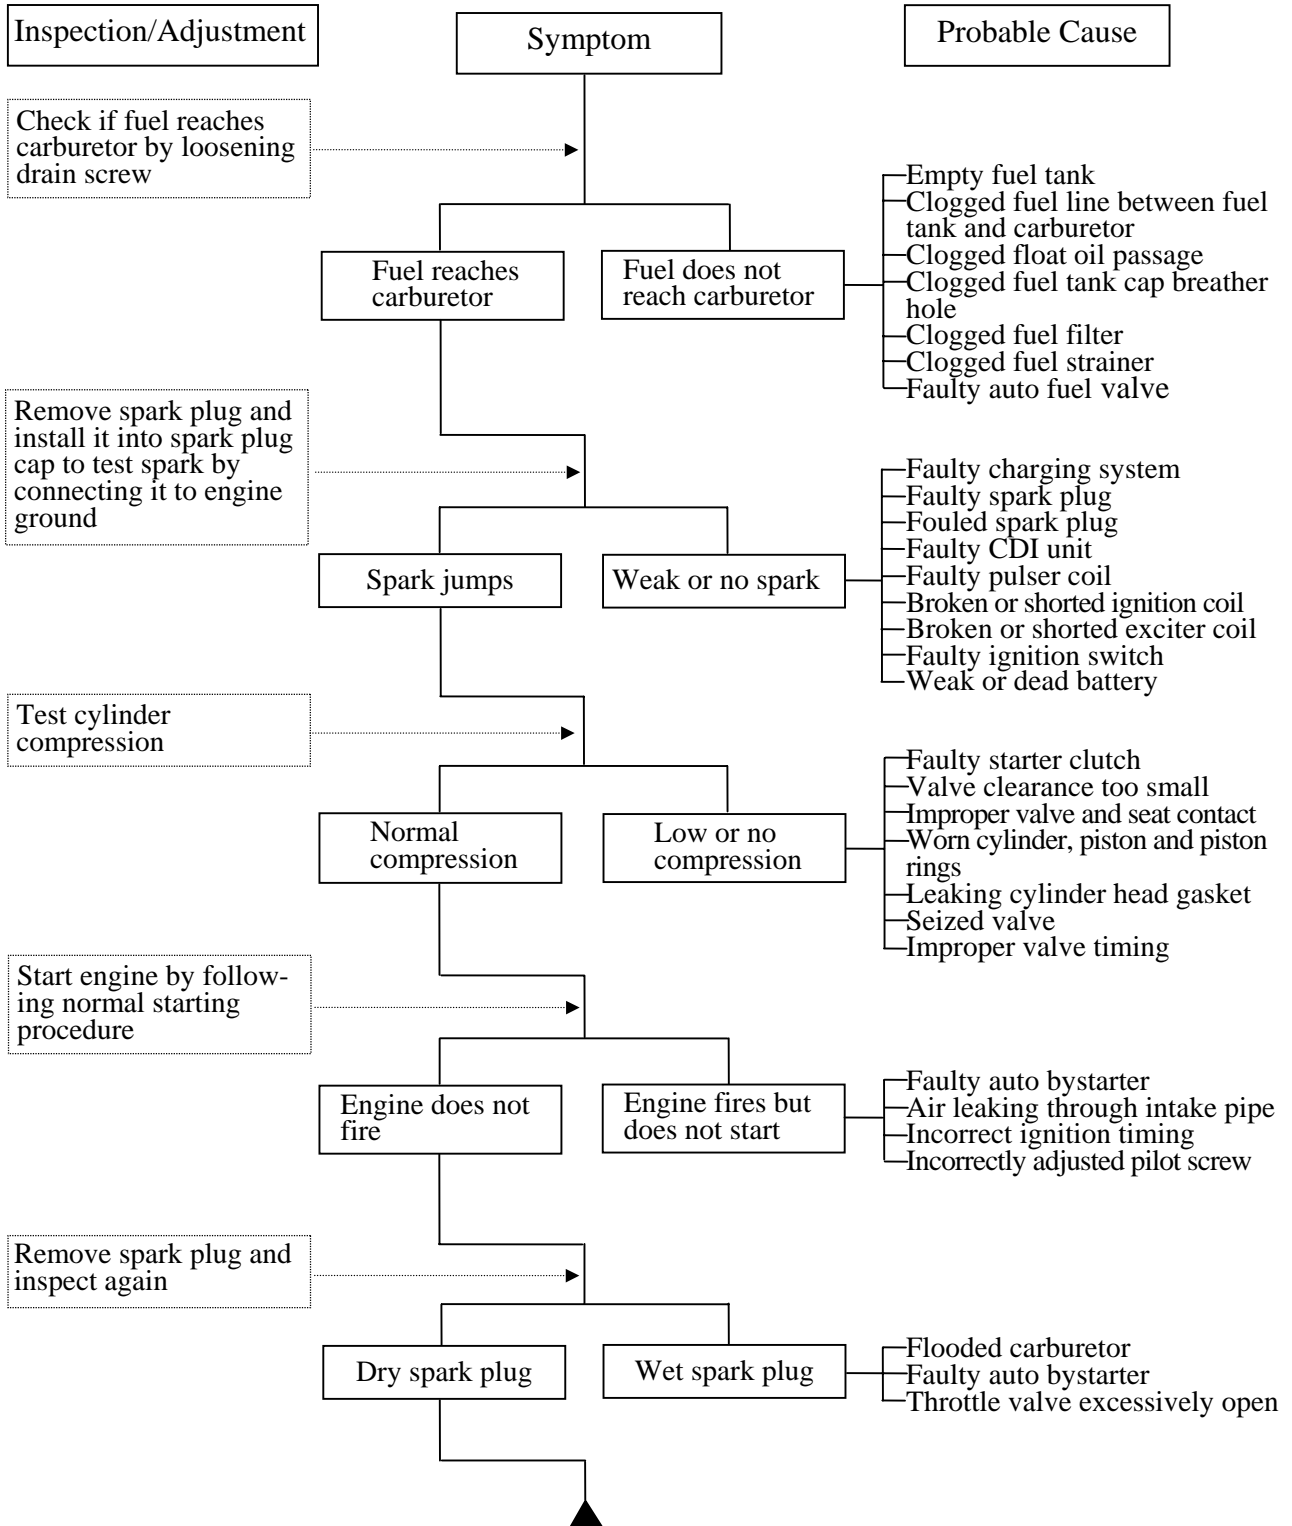 Inspection/Adjustment
Symptom
Probable Cause
Check if fuel reaches
carburetor by loosening
drain screw
Fuel reaches
carburetor
Fuel does not
reach carburetor
Empty fuel tank
Clogged fuel line between fuel
tank and carburetor
Clogged float oil passage
Clogged fuel tank cap breather
hole
Clogged fuel filter
Clogged fuel strainer
Faulty auto fuel valve
Remove spark plug and
install it into spark plug
cap to test spark by
connecting it to engine
ground
Spark jumps
Weak or no spark
Faulty charging system
Faulty spark plug
Fouled spark plug
Faulty CDI unit
Faulty pulser coil
Broken or shorted ignition coil
Broken or shorted exciter coil
Faulty ignition switch
Weak or dead battery
Test cylinder
compression
Normal
compression
Low or no
compression
Faulty starter clutch
Valve clearance too small
Improper valve and seat contact
Worn cylinder, piston and piston
rings
Leaking cylinder head gasket
Seized valve
Improper valve timing
Start engine by follow-
ing normal starting
procedure
Engine does not
fire
Engine fires but
does not start
Faulty auto bystarter
Air leaking through intake pipe
Incorrect ignition timing
Incorrectly adjusted pilot screw
Remove spark plug and
inspect again
Dry spark plug
Wet spark plug
Flooded carburetor
Faulty auto bystarter
Throttle valve excessively open